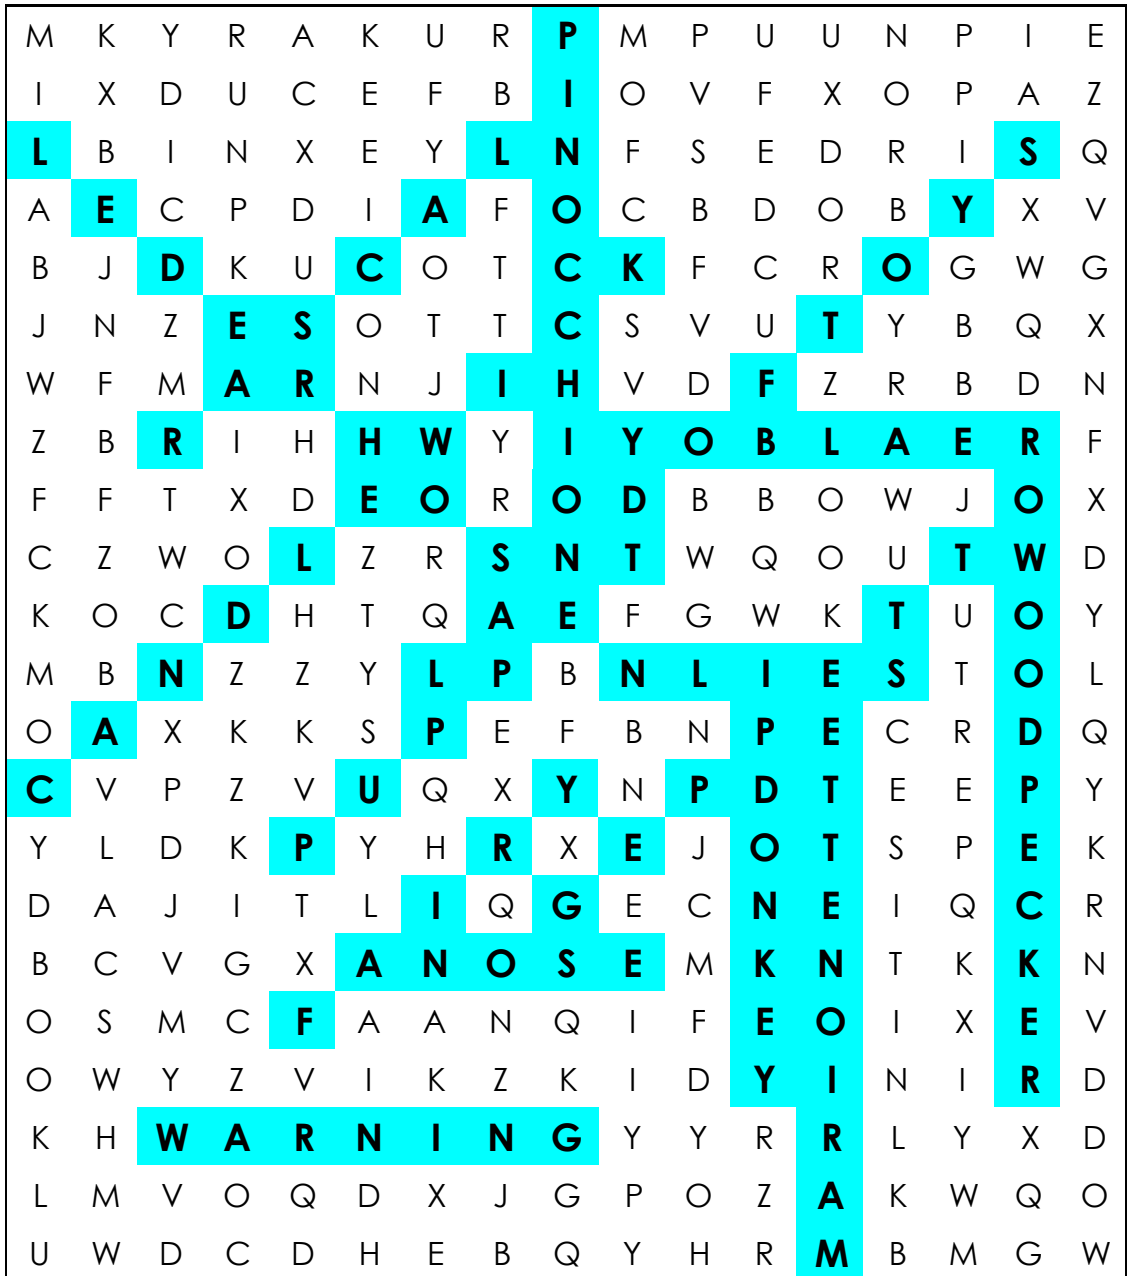 M K Y R A K U R P M P U U N P I E
I X D U C E F B I O V F X O P A Z
L B I N X E Y L N F S E D R I S Q
A E C P D I A F O C B D O B Y X V
B J D K U C O T C K F C R O G W G
J N Z E S O T T C S V U T Y B Q X
W F M A R N J I H V D F Z R B D N
Z B R I H H W Y I Y O B L A E R F
F F T X D E O R O D B B O W J O X
C Z W O L Z R S N T W Q O U T W D
K O C D H T Q A E F G W K T U O Y
M B N Z Z Y L P B N L I E S T O L
O A X K K S P E F B N P E C R D Q
C V P Z V U Q X Y N P D T E E P Y
Y L D K P Y H R X E J O T S P E K
D A J I T L I Q G E C N E I Q C R
B C V G X A N O S E M K N T K K N
O S M C F A A N Q I F E O I X E V
O W Y Z V I K Z K I D Y I N I R D
K H W A R N I N G Y Y R R L Y X D
L M V O Q D X J G P O Z A K W Q O
U W D C D H E B Q Y H R M B M G W